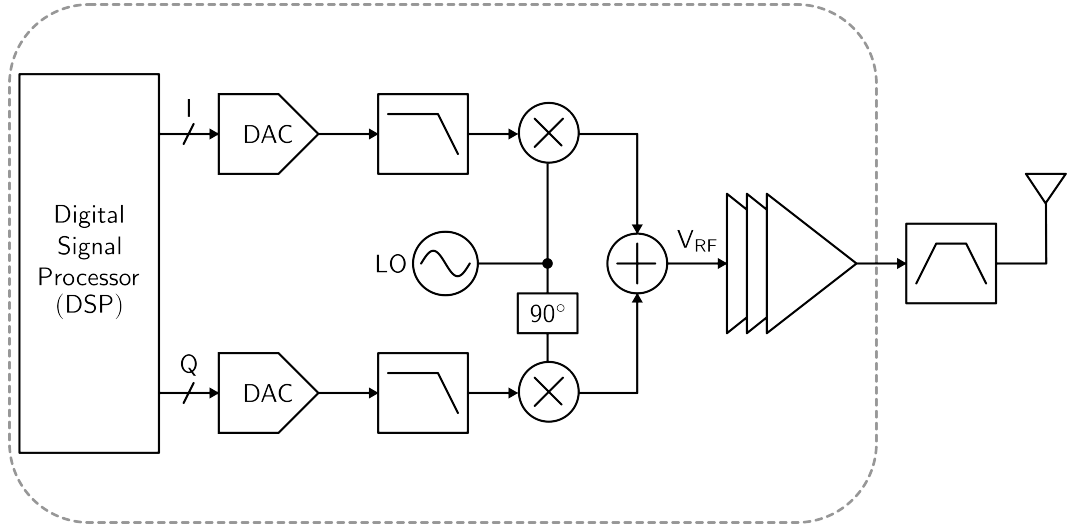 I
DAC
Digital
Signal
Processor
(DSP)
LO
90°
V_RF
Q
DAC